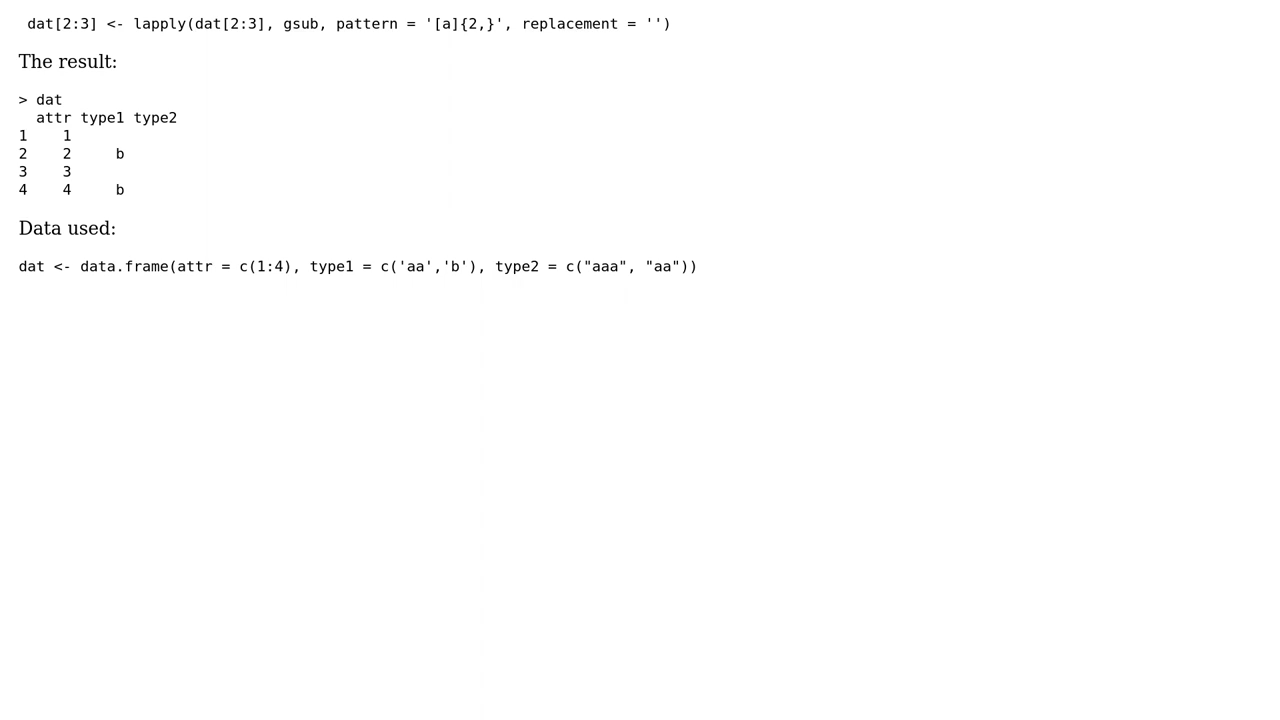 dat[2:3] <- lapply(dat[2:3], gsub, pattern = '[a]{2,}', replacement = '')
The result:
> dat
  attr type1 type2
1    1
2    2     b
3    3
4    4     b
Data used:
dat <- data.frame(attr = c(1:4), type1 = c('aa','b'), type2 = c("aaa", "aa"))